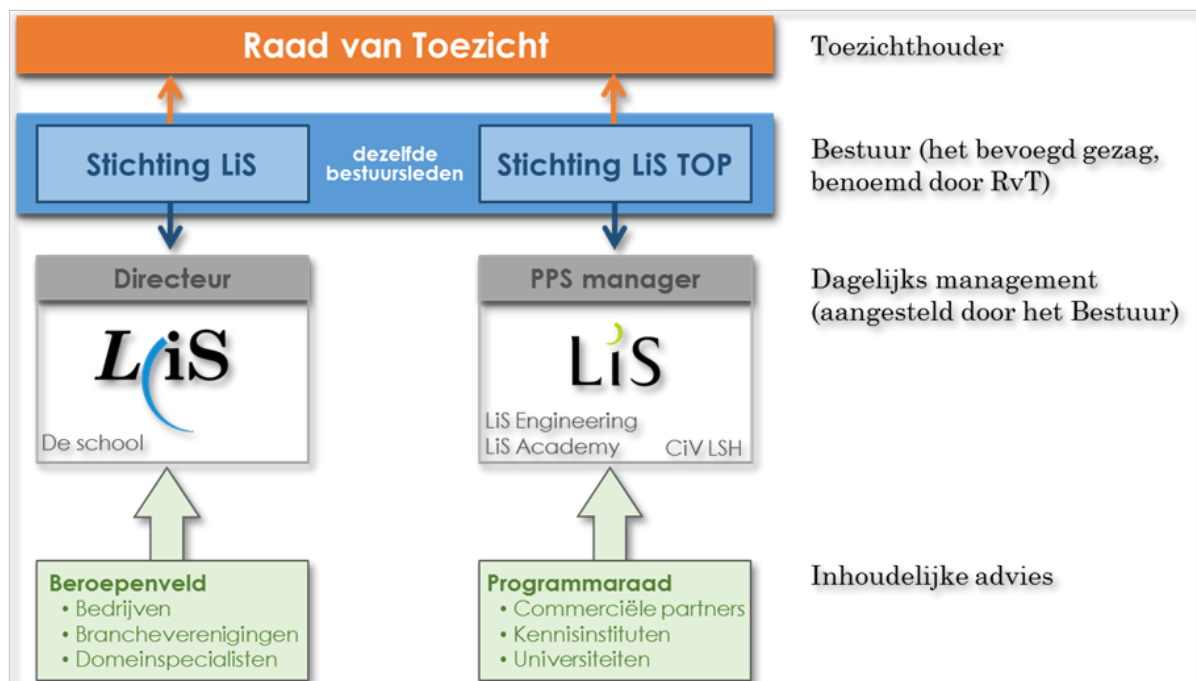 Raad van Toezicht
Toezichthouder
Stichting LiS
dezelfde
bestuursleden
Stichting LiS TOP
Bestuur (het bevoegd gezag,
benoemd door RvT)
Directeur
PPS manager
Dagelijks management
(aangesteld door het Bestuur)
LiS
De school
LiS
LiS Engineering
LiS Academy
CiV LSH
Beroepenveld
• Bedrijven
• Brancheverenigingen
• Domeinspecialisten
Programmaraad
• Commerciële partners
• Kennisinstituten
• Universiteiten
Inhoudelijke advies